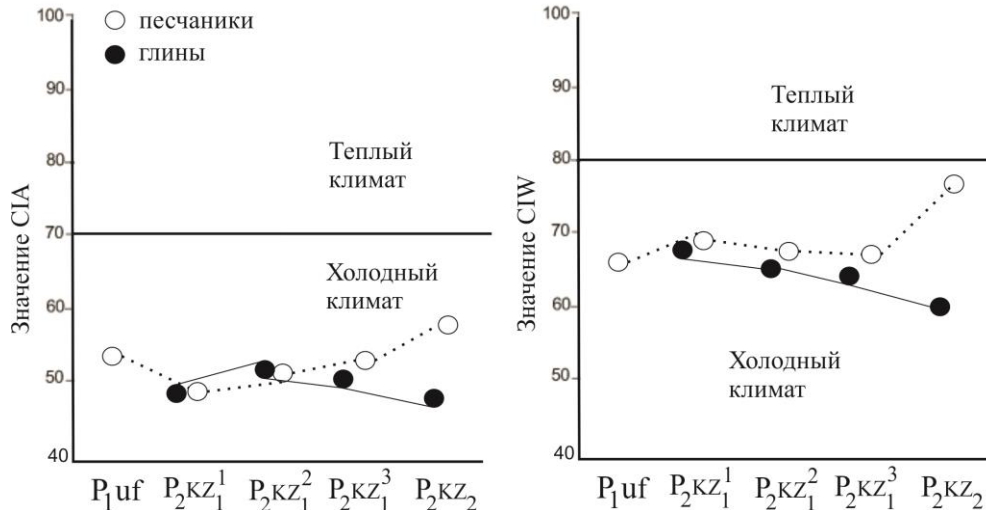 100
90
80
70
60
50
40
Значение CIA
песчаники
глины
Теплый
климат
Холодный
климат
P₁uf
P₂KZ₁¹
P₂KZ₁²
P₂KZ₁³
P₂KZ₂
100
90
80
70
60
50
40
Значение CIW
Теплый
климат
Холодный
климат
P₁uf
P₂KZ₁¹
P₂KZ₁²
P₂KZ₁³
P₂KZ₂